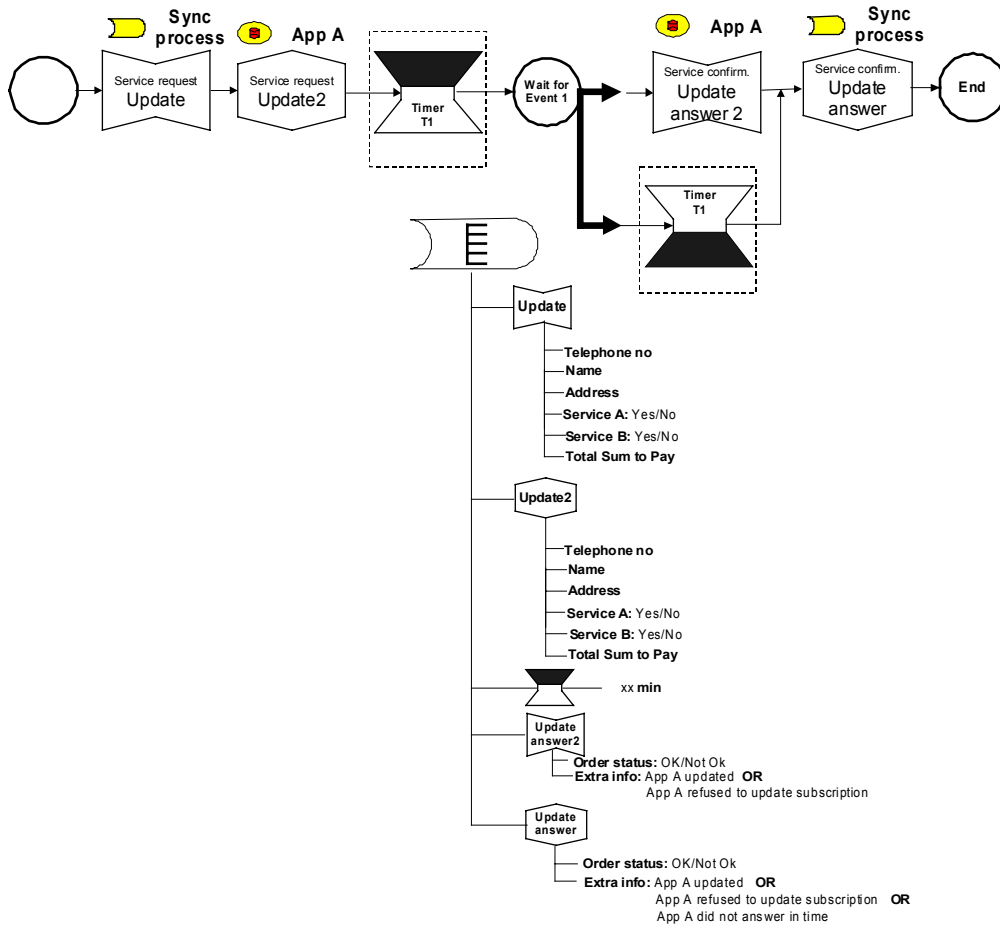 Sync
process
App A
Service request
Update
Service request
Update2
Timer
T1
Wait for
Event 1
App A
Sync
process
Service confirm.
Update
answer 2
Service confirm.
Update
answer
End
Timer
T1
Update
Telephone no
Name
Address
Service A: Yes/No
Service B: Yes/No
Total Sum to Pay
Update2
Telephone no
Name
Address
Service A: Yes/No
Service B: Yes/No
Total Sum to Pay
xx min
Update
answer2
Order status: OK/Not Ok
Extra info: App A updated OR
App A refused to update subscription
Update
answer
Order status: OK/Not Ok
Extra info: App A updated OR
App A refused to update subscription OR
App A did not answer in time